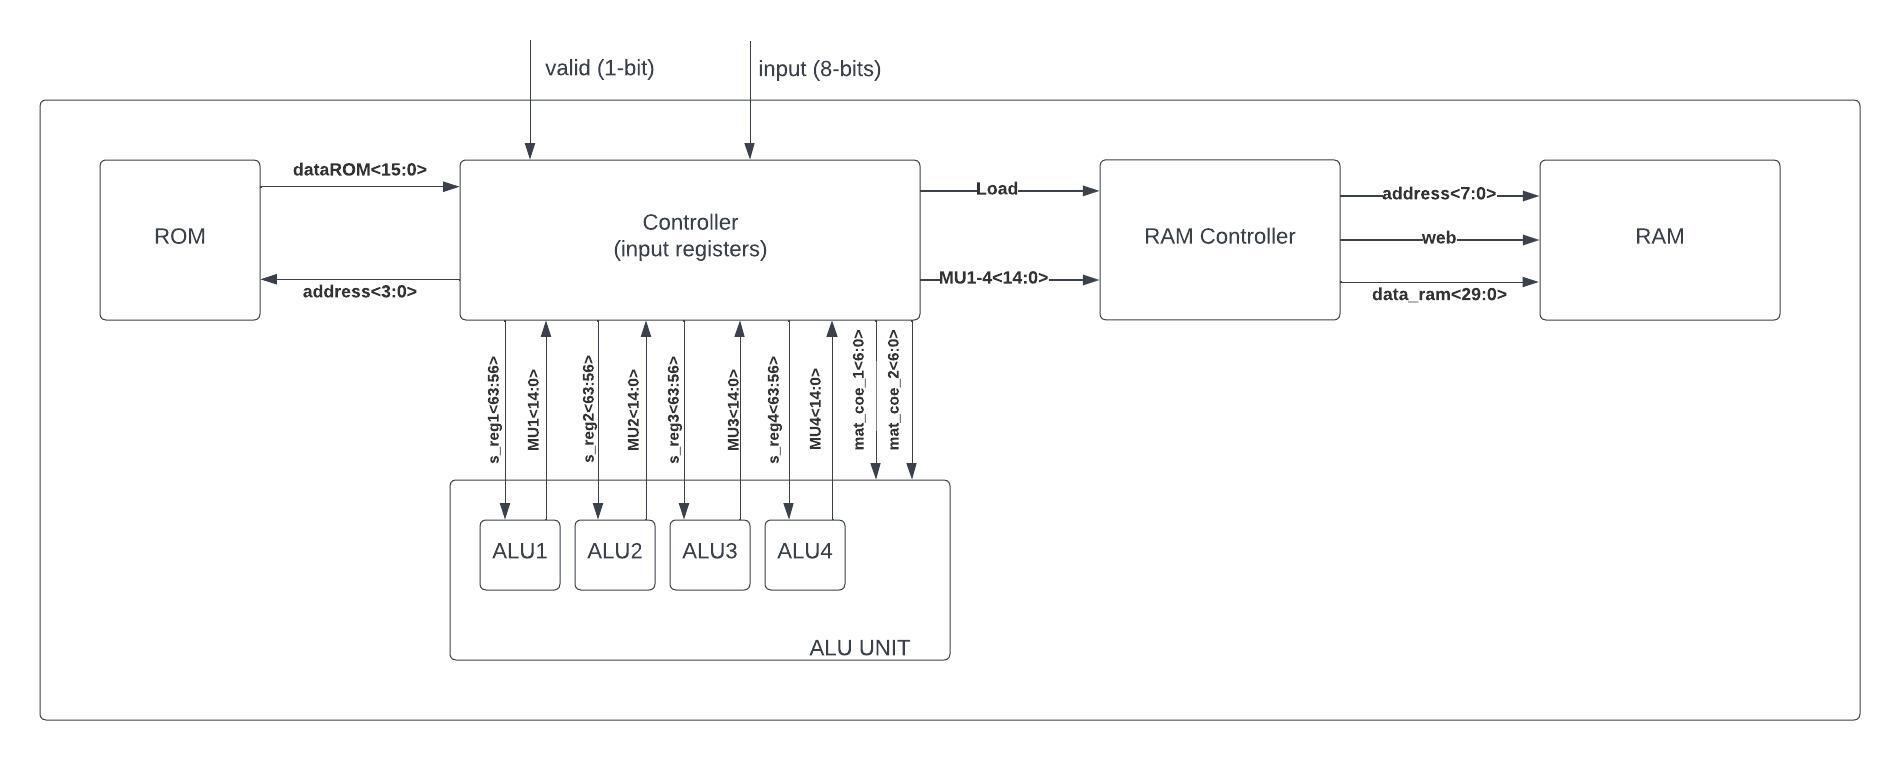 valid (1-bit)
input (8-bits)
dataROM<15:0>
ROM
address<3:0>
Controller
(input registers)
Load
MU1-4<14:0>
RAM Controller
address<7:0>
web
data_ram<29:0>
RAM
s_reg1<63:56>
MU1<14:0>
s_reg2<63:56>
MU2<14:0>
s_reg3<63:56>
MU3<14:0>
s_reg4<63:56>
MU4<14:0>
mat_coe_1<6:0>
mat_coe_2<6:0>
ALU1
ALU2
ALU3
ALU4
ALU UNIT